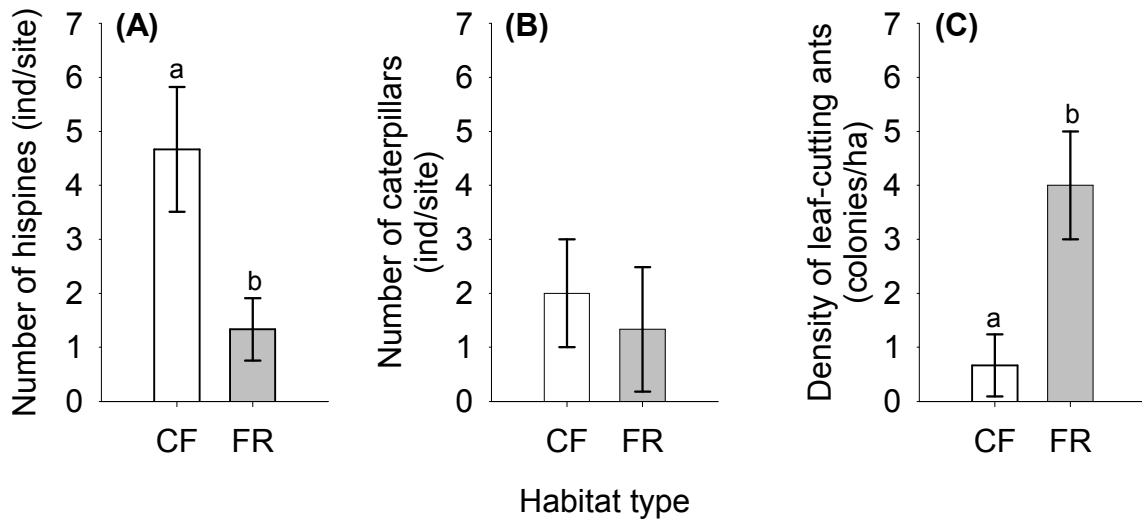 (A)
Number of hispines (ind/site)
7
6
5
4
3
2
1
0
a
b
CF FR
(B)
Number of caterpillars
(ind/site)
7
6
5
4
3
2
1
0
CF FR
(C)
Density of leaf-cutting ants
(colonies/ha)
7
6
5
4
3
2
1
0
a
b
CF FR
Habitat type